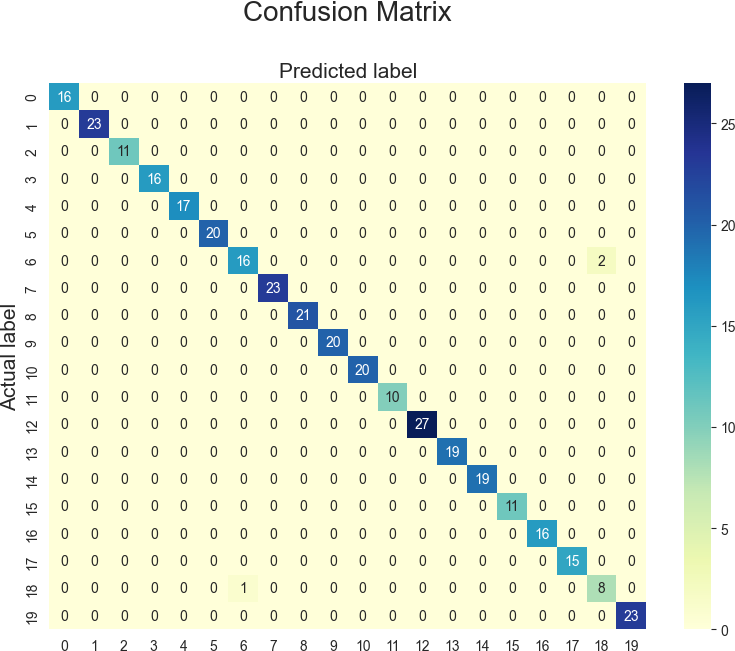 Confusion Matrix
Predicted label
0 16 0 0 0 0 0 0 0 0 0 0 0 0 0 0 0 0 0 0 0
1 0 23 0 0 0 0 0 0 0 0 0 0 0 0 0 0 0 0 0 0 25
2 0 0 11 0 0 0 0 0 0 0 0 0 0 0 0 0 0 0 0 0
3 0 0 0 16 0 0 0 0 0 0 0 0 0 0 0 0 0 0 0 0
4 0 0 0 0 17 0 0 0 0 0 0 0 0 0 0 0 0 0 0 0
5 0 0 0 0 0 20 0 0 0 0 0 0 0 0 0 0 0 0 0 0 20
6 0 0 0 0 0 0 16 0 0 0 0 0 0 0 0 0 0 0 2 0
7 0 0 0 0 0 0 0 23 0 0 0 0 0 0 0 0 0 0 0 0
8 0 0 0 0 0 0 0 0 21 0 0 0 0 0 0 0 0 0 0 0
9 0 0 0 0 0 0 0 0 0 20 0 0 0 0 0 0 0 0 0 0 15
Actual label
10 0 0 0 0 0 0 0 0 0 0 20 0 0 0 0 0 0 0 0 0
11 0 0 0 0 0 0 0 0 0 0 0 10 0 0 0 0 0 0 0 0
12 0 0 0 0 0 0 0 0 0 0 0 0 27 0 0 0 0 0 0 0 10
13 0 0 0 0 0 0 0 0 0 0 0 0 0 19 0 0 0 0 0 0
14 0 0 0 0 0 0 0 0 0 0 0 0 0 0 19 0 0 0 0 0
15 0 0 0 0 0 0 0 0 0 0 0 0 0 0 0 11 0 0 0 0
16 0 0 0 0 0 0 0 0 0 0 0 0 0 0 0 0 16 0 0 0 5
17 0 0 0 0 0 0 0 0 0 0 0 0 0 0 0 0 0 15 0 0
18 0 0 0 0 0 0 1 0 0 0 0 0 0 0 0 0 0 0 8 0
19 0 0 0 0 0 0 0 0 0 0 0 0 0 0 0 0 0 0 0 23 0
0 1 2 3 4 5 6 7 8 9 10 11 12 13 14 15 16 17 18 19